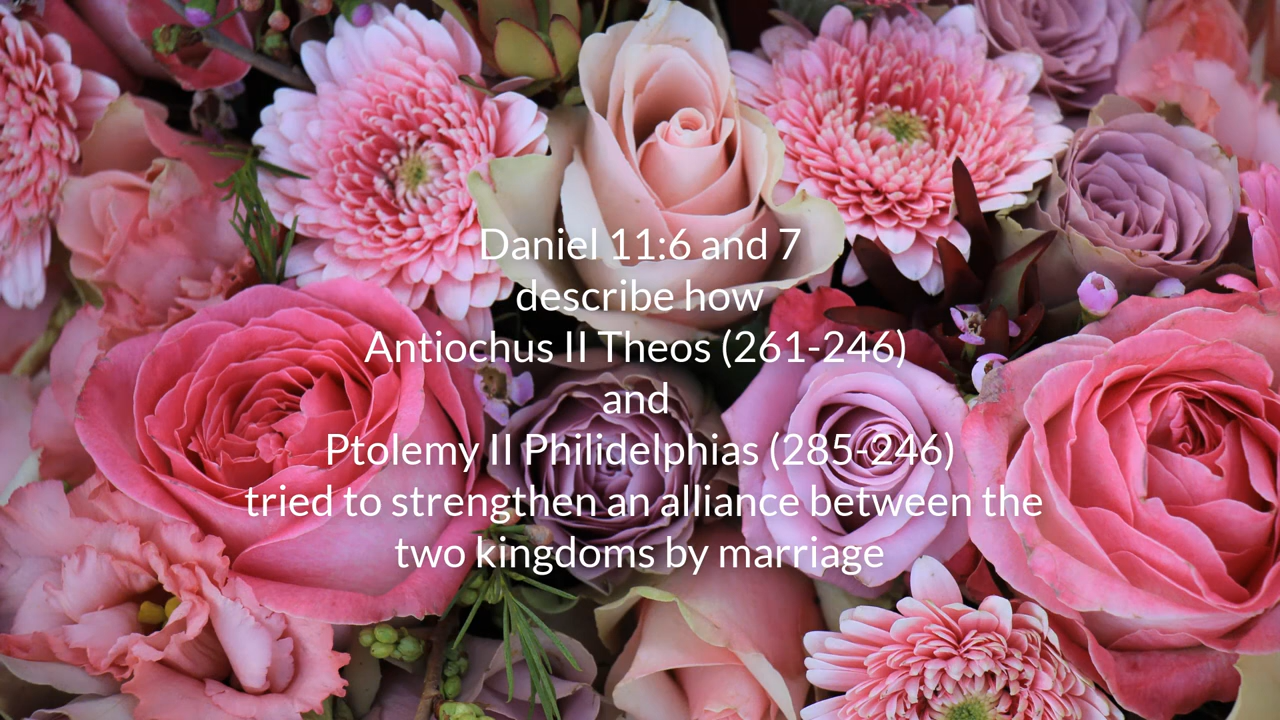 Daniel 11:6 and 7
describe how
Antiochus II Theos (261-246)
and
Ptolemy II Philidelphias (285-246)
tried to strengthen an alliance between the
two kingdoms by marriage